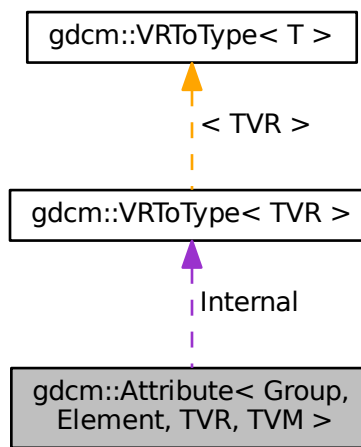 gdcm::VRToType< T >
< TVR >
gdcm::VRToType< TVR >
Internal
gdcm::Attribute< Group,
Element, TVR, TVM >